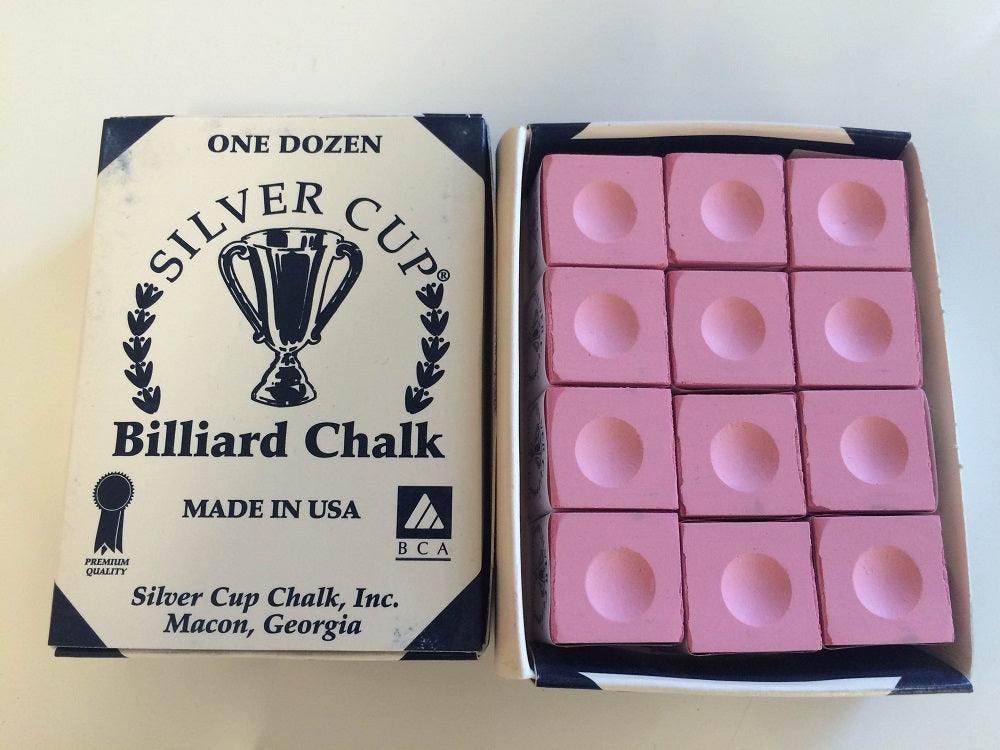 ONE DOZEN
SILVER CUP®
Billiard Chalk
MADE IN USA
PREMIUM
QUALITY
BCA
Silver Cup Chalk, Inc.
Macon, Georgia